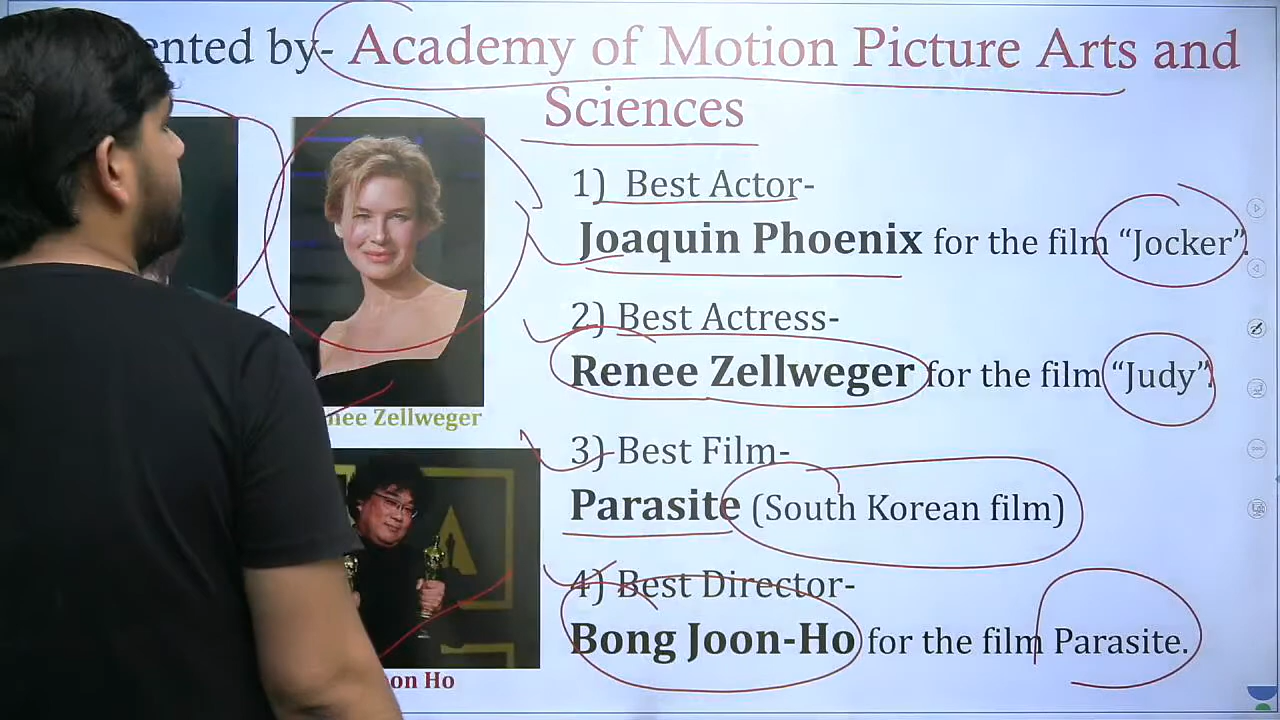 ented by- Academy of Motion Picture Arts and
Sciences
1) Best Actor-
Joaquin Phoenix for the film “Jocker”.
2) Best Actress-
Renee Zellweger for the film “Judy”.
nee Zellweger
3) Best Film-
Parasite (South Korean film)
4) Best Director-
Bong Joon-Ho for the film Parasite.
on Ho